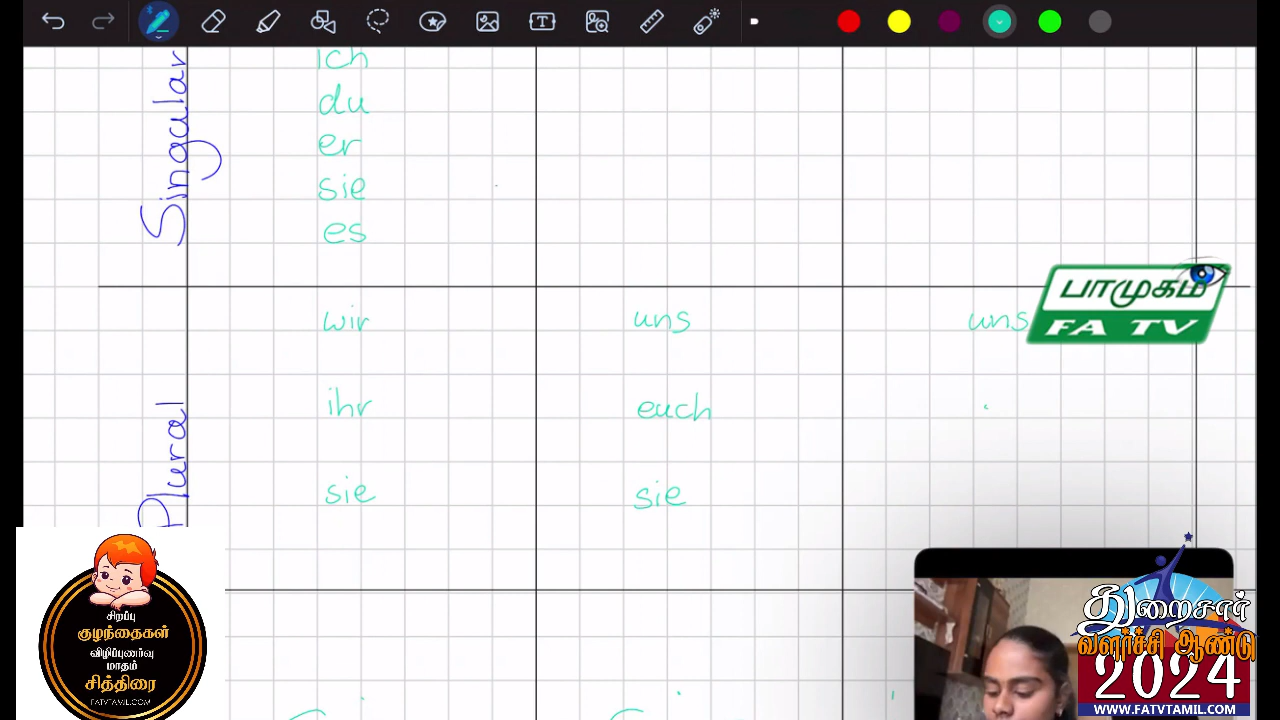 Singular
ich
du
er
sie
es
wir uns uns
ihr euch
sie sie
Plural
பாமுகம்
FA TV
சிறப்பு
குழந்தைகள்
விழிப்புணர்வு
மாதம்
சித்திரை
FATVTAMIL.COM
துறைசார்
வளர்ச்சி ஆண்டு
2024
WWW.FATVTAMIL.COM